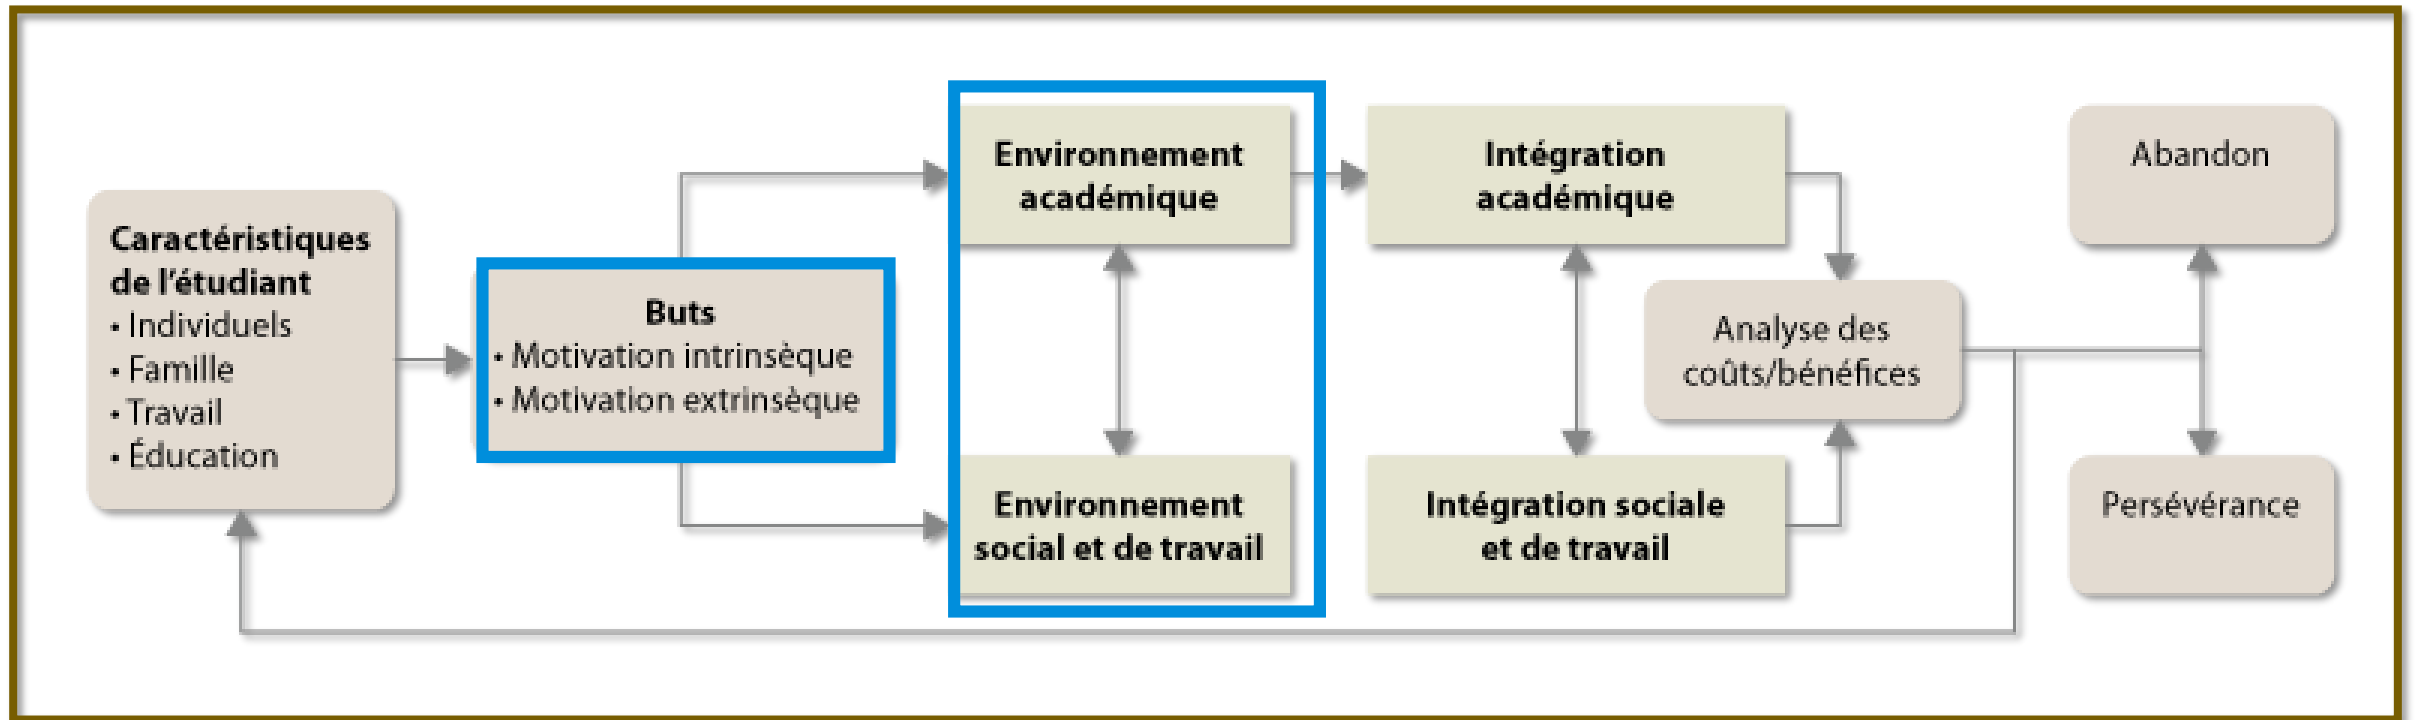 Caractéristiques
de l'étudiant
• Individuels
• Famille
• Travail
• Éducation
Buts
• Motivation intrinsèque
• Motivation extrinsèque
Environnement
académique
Environnement
social et de travail
Intégration
académique
Intégration sociale
et de travail
Analyse des
coûts/bénéfices
Abandon
Persévérance